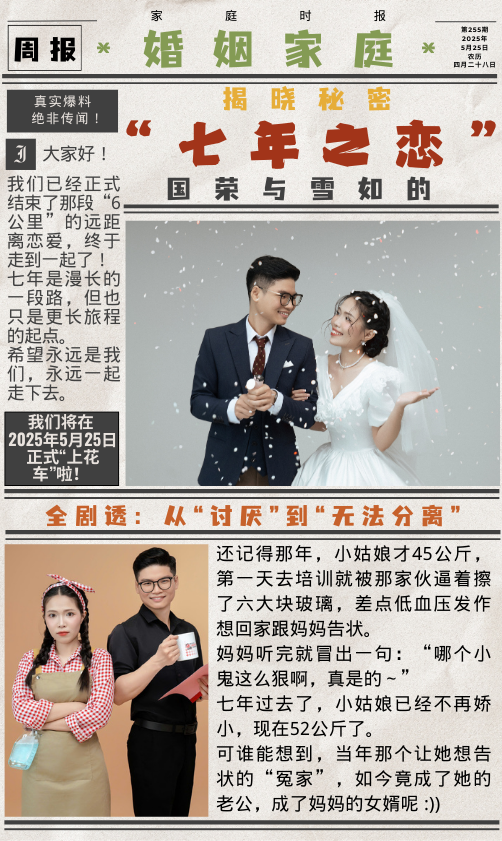 家庭时报
周报
* 婚姻家庭 *
第255期
2025年
5月25日
农历
四月二十八日
真实爆料
绝非传闻！
揭晓秘密
“七年之恋”
国荣与雪如的
J 大家好！
我们已经正式
结束了那段“6
公里”的远距
离恋爱，终于
走到一起了！
七年是漫长的
一段路，但也
只是更长旅程
的起点。
希望永远是我
们，永远一起
走下去。
我们将在
2025年5月25日
正式“上花
车”啦！
全剧透：从“讨厌”到“无法分离”
还记得那年，小姑娘才45公斤，
第一天去培训就被那家伙逼着擦
了六大块玻璃，差点低血压发作
想回家跟妈妈告状。
妈妈听完就冒出一句：“哪个小
鬼这么狠啊，真是的～”
七年过去了，小姑娘已经不再娇
小，现在52公斤了。
可谁能想到，当年那个让她想告
状的“冤家”，如今竟成了她的
老公，成了妈妈的女婿呢 :))